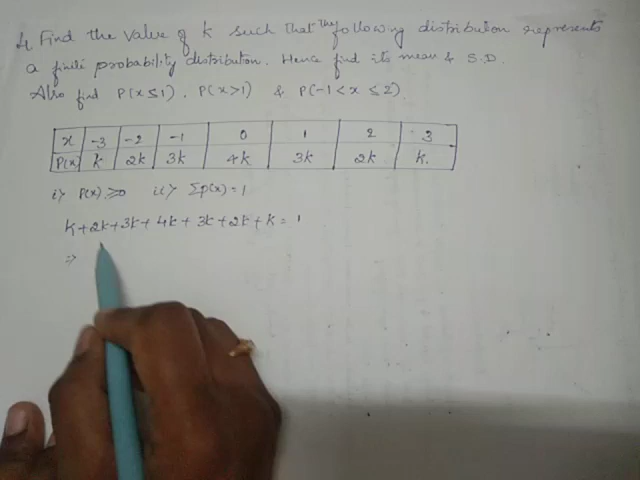 4. Find the value of k such that the following distribution represents
a finite probability distribution. Hence find its mean & S.D.
Also find P(x≤1), P(x>1) & P(-1<x≤2).
x -3 -2 -1 0 1 2 3
P(x) k 2k 3k 4k 3k 2k k.
i> P(x)≥0 ii> Σp(x)=1
k+2k+3k+4k+3k+2k+k=1
⇒